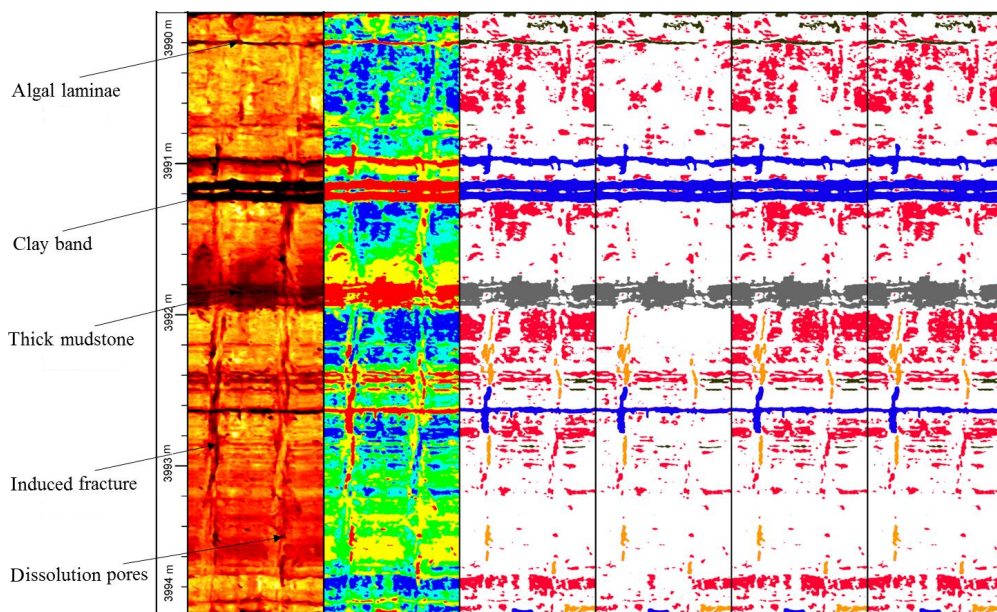 Algal laminae
Clay band
Thick mudstone
Induced fracture
Dissolution pores
3990 m
3991 m
3992 m
3993 m
3994 m